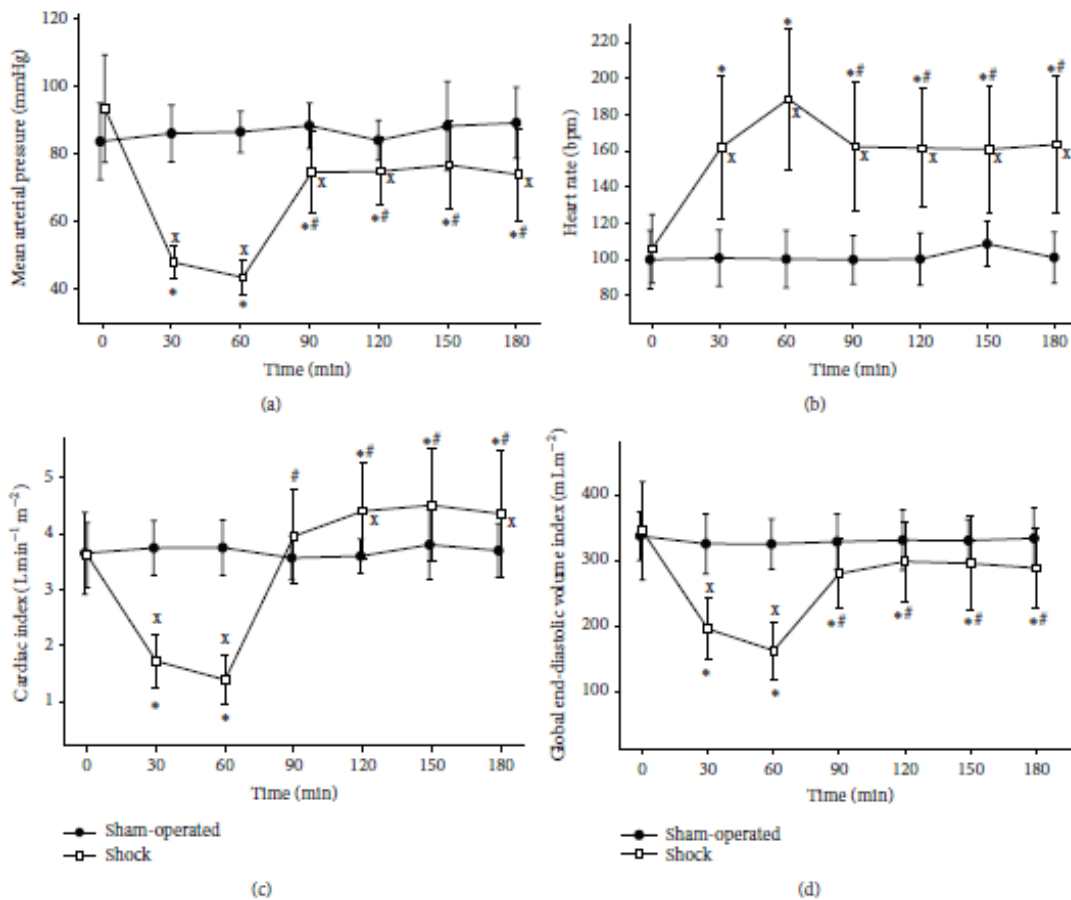 Mean arterial pressure (mmHg)
120
100
80
60
40
x
x
x
x
x
*
*
*#
*#
*#
*#
0 30 60 90 120 150 180
Time (min)
(a)
Heart rate (bpm)
220
200
180
160
140
120
100
80
*
*
*#
*#
*#
*#
x
x
x
x
x
x
0 30 60 90 120 150 180
Time (min)
(b)
Cardiac index (L min−1 m−2)
5
4
3
2
1
#
*#
*#
*#
x
x
x
x
*
*
0 30 60 90 120 150 180
Time (min)
Sham-operated
Shock
(c)
Global end-diastolic volume index (mL m−2)
400
300
200
100
x
x
*
*
*#
*#
*#
*#
0 30 60 90 120 150 180
Time (min)
Sham-operated
Shock
(d)